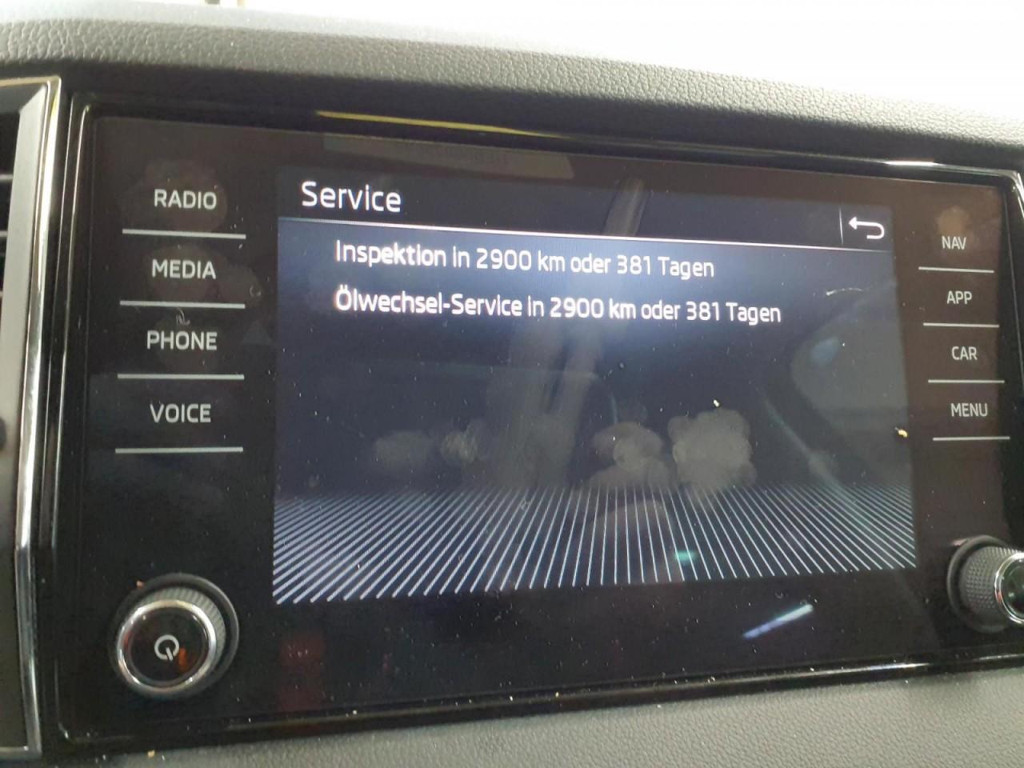 Service
Inspektion in 2900 km oder 381 Tagen
Ölwechsel-Service in 2900 km oder 381 Tagen
RADIO
MEDIA
PHONE
VOICE
NAV
APP
CAR
MENU